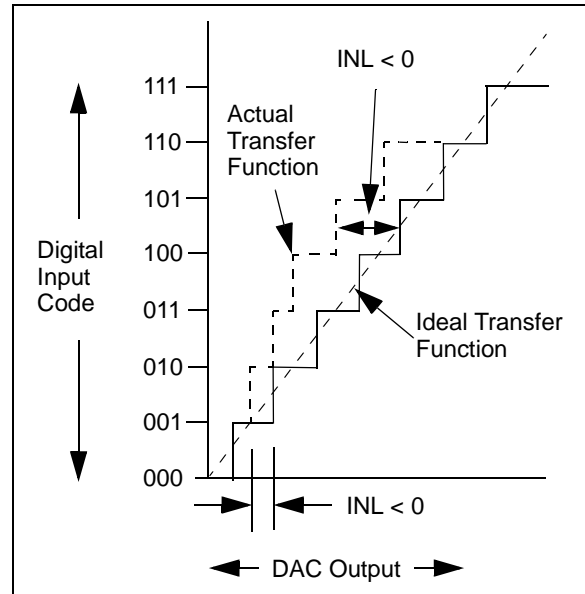 INL < 0
111
Actual
Transfer
Function
110
101
Digital
Input
Code
100
011
Ideal Transfer
Function
010
001
000
INL < 0
DAC Output